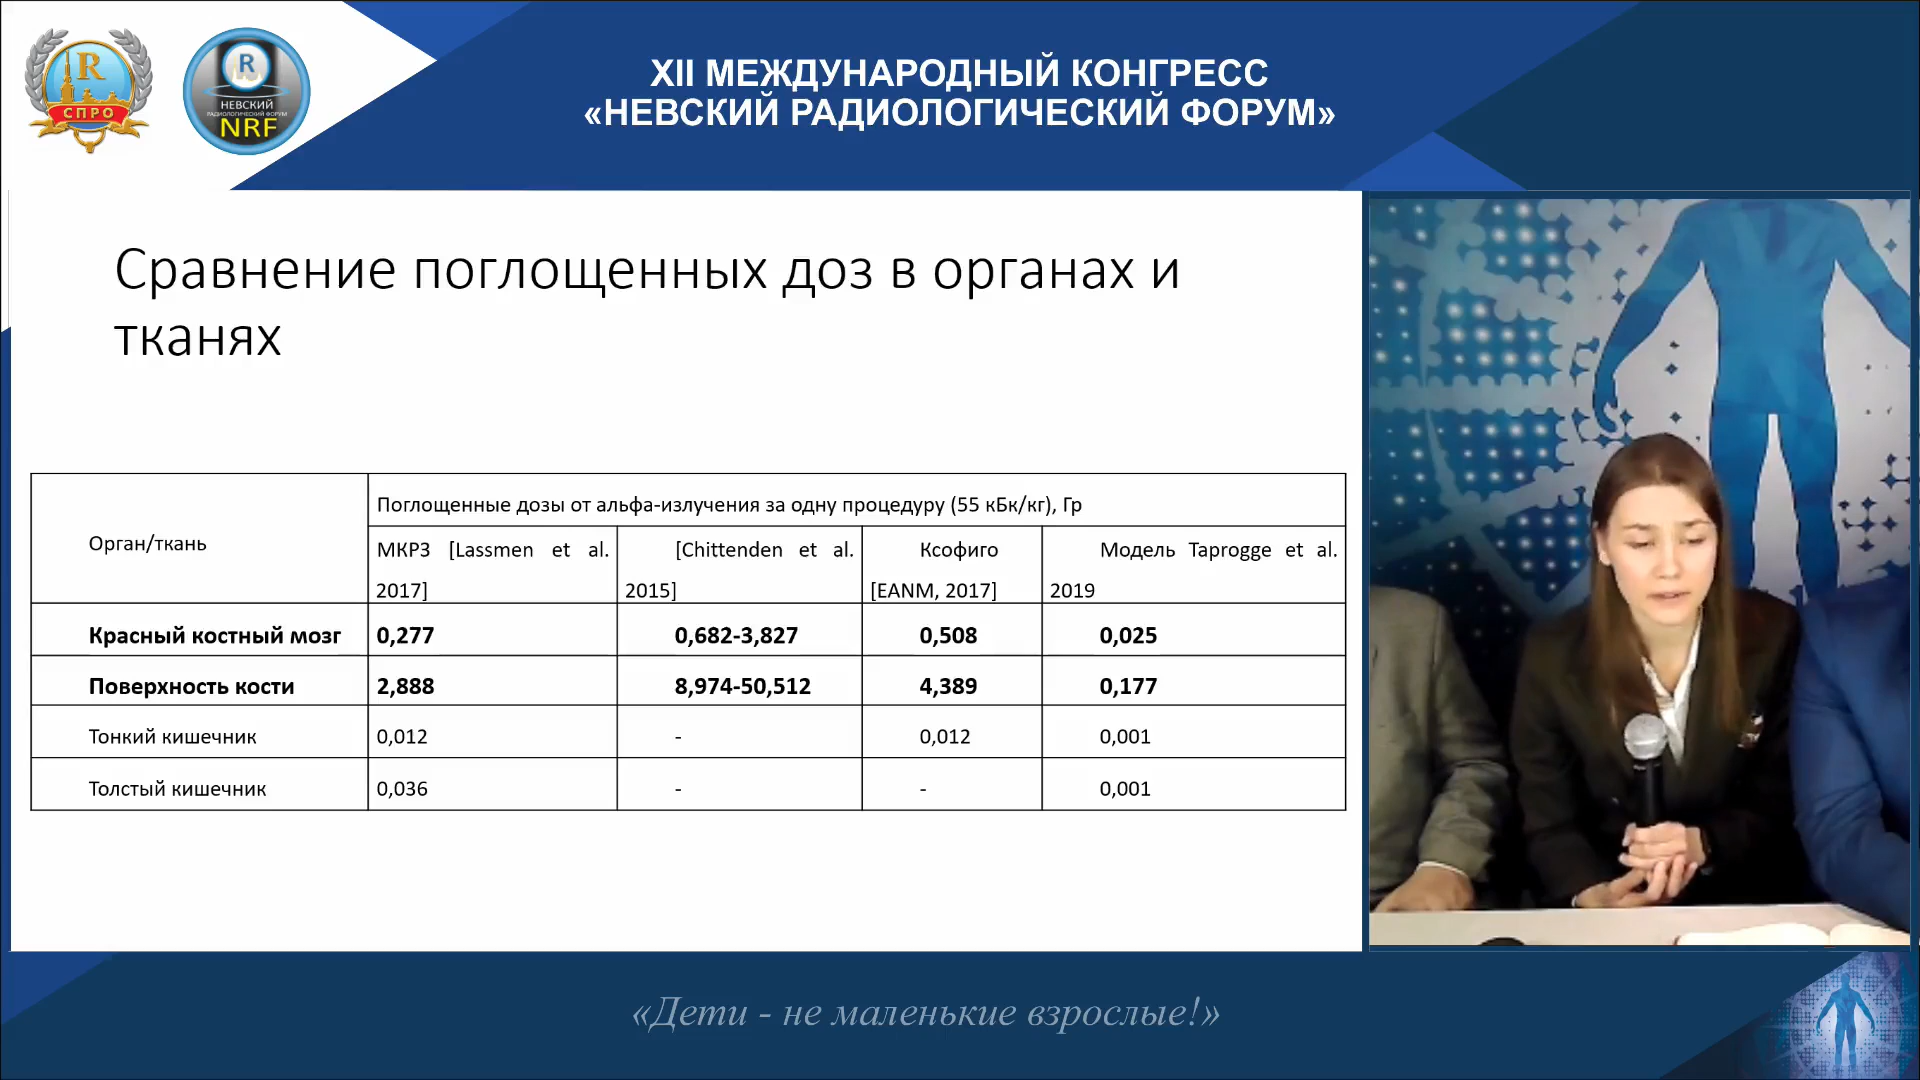 R
СПРО
R
НЕВСКИЙ
РАДИОЛОГИЧЕСКИЙ ФОРУМ
NRF
XII МЕЖДУНАРОДНЫЙ КОНГРЕСС
«НЕВСКИЙ РАДИОЛОГИЧЕСКИЙ ФОРУМ»
Сравнение поглощенных доз в органах и
тканях
Орган/ткань
Поглощенные дозы от альфа-излучения за одну процедуру (55 кБк/кг), Гр
МКРЗ [Lassmen et al.
2017]
[Chittenden et al.
2015]
Ксофиго
[EANM, 2017]
Модель Taprogge et al.
2019
Красный костный мозг 0,277 0,682-3,827 0,508 0,025
Поверхность кости 2,888 8,974-50,512 4,389 0,177
Тонкий кишечник 0,012 - 0,012 0,001
Толстый кишечник 0,036 - - 0,001
«Дети - не маленькие взрослые!»